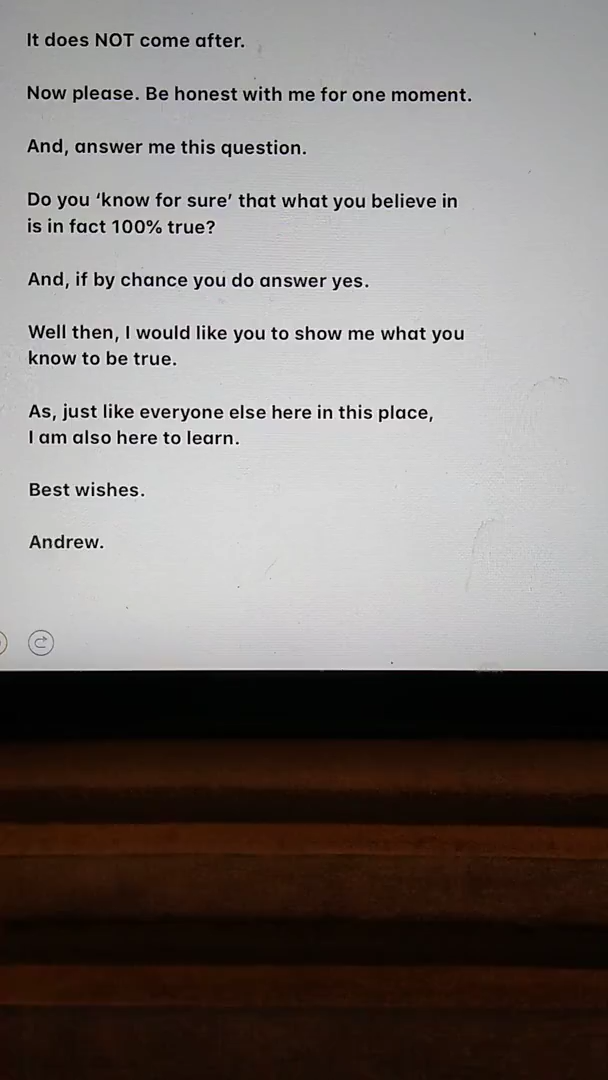 It does NOT come after.
Now please. Be honest with me for one moment.
And, answer me this question.
Do you ‘know for sure’ that what you believe in
is in fact 100% true?
And, if by chance you do answer yes.
Well then, I would like you to show me what you
know to be true.
As, just like everyone else here in this place,
I am also here to learn.
Best wishes.
Andrew.